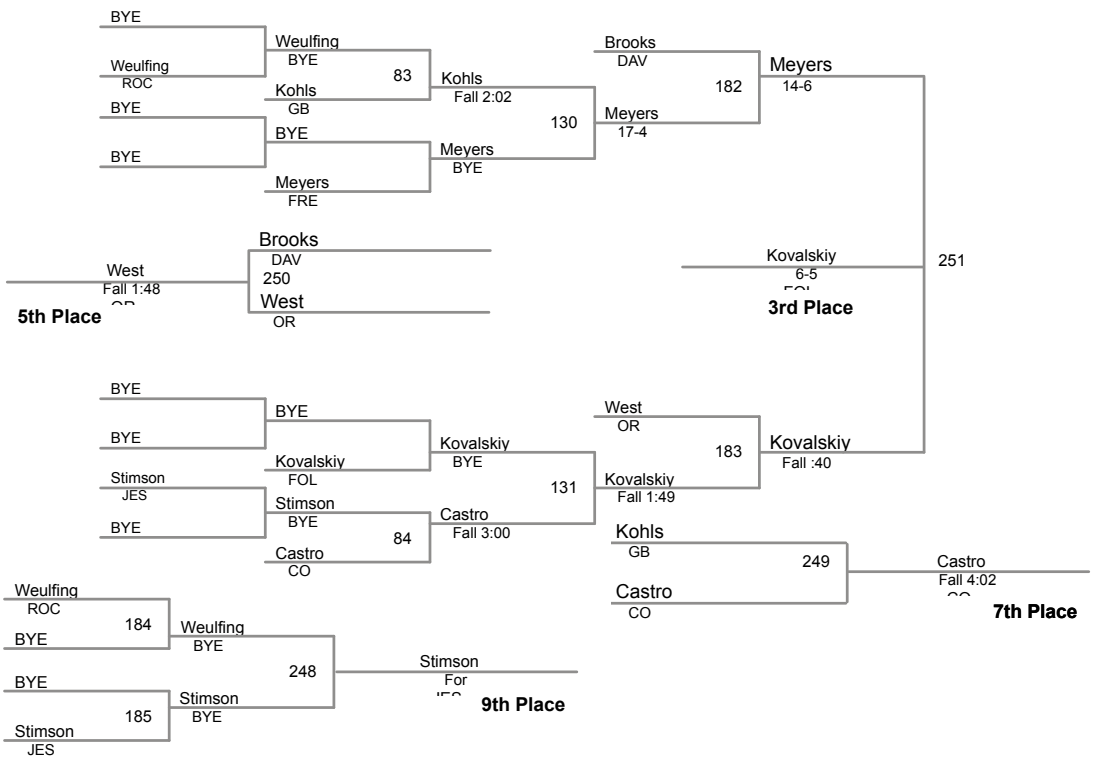 BYE
Weulfing
ROC
BYE
BYE
Weulfing
BYE
83
Kohls
GB
BYE
Meyers
FRE
Kohls
Fall 2:02
130
Meyers
BYE
Brooks
DAV
182
Meyers
17-4
Meyers
14-6
251
Kovalskiy
6-5
FOL
3rd Place
Brooks
DAV
250
West
OR
West
Fall 1:48
OR
5th Place
BYE
BYE
Stimson
JES
BYE
BYE
Kovalskiy
FOL
Stimson
BYE
84
Castro
CO
Kovalskiy
BYE
131
Castro
Fall 3:00
West
OR
183
Kovalskiy
Fall 1:49
Kovalskiy
Fall :40
Kohls
GB
249
Castro
CO
Castro
Fall 4:02
CO
7th Place
Weulfing
ROC
184
BYE
BYE
185
Stimson
JES
Weulfing
BYE
248
Stimson
BYE
Stimson
For
JES
9th Place